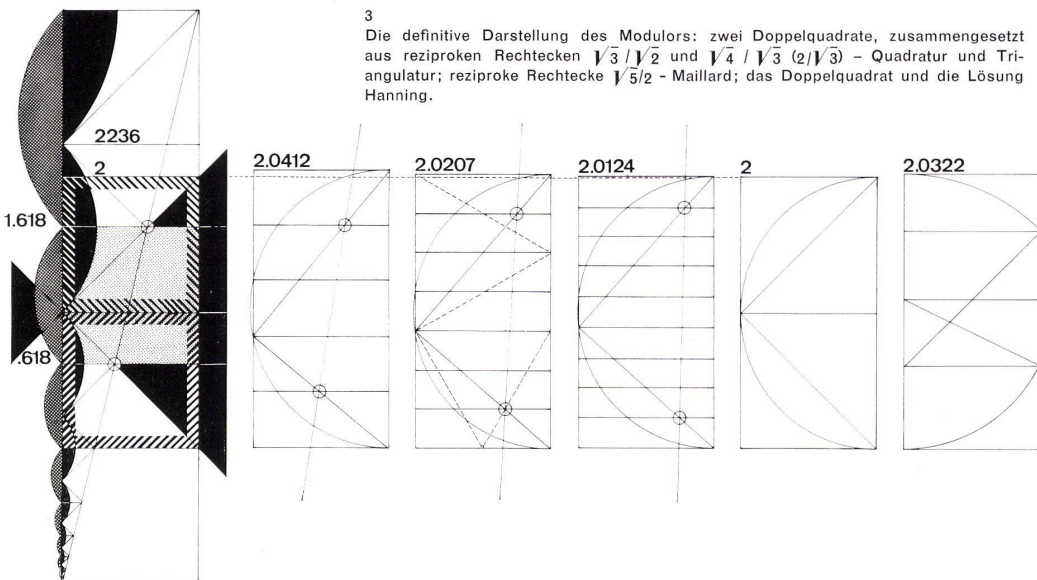 3
Die definitive Darstellung des Modulors: zwei Doppelquadrate, zusammengesetzt
aus reziproken Rechtecken √3 / √2 und √4 / √3 (2/√3) – Quadratur und Tri-
angulatur; reziproke Rechtecke √5/2 - Maillard; das Doppelquadrat und die Lösung
Hanning.
2236
2
1.618
.618
2.0412
2.0207
2.0124
2
2.0322